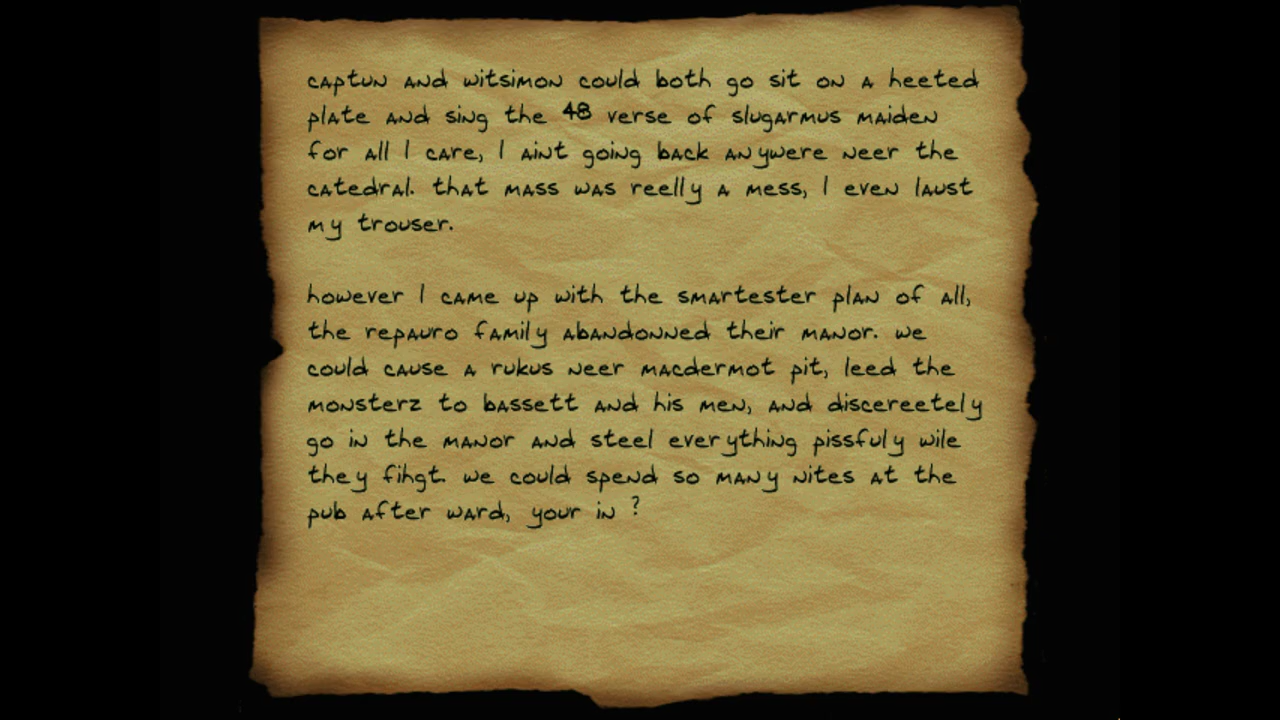 captun and witsimon could both go sit on a heeted
plate and sing the 48 verse of slugarmus maiden
for all I care, I aint going back anywere neer the
catedral. that mass was reelly a mess, I even laust
my trouser.
however I came up with the smartester plan of all,
the repauro family abandonned their manor. we
could cause a rukus neer macdermot pit, leed the
monsterz to bassett and his men, and discereetely
go in the manor and steel everything pissfuly wile
they fihgt. we could spend so many nites at the
pub after ward, your in ?